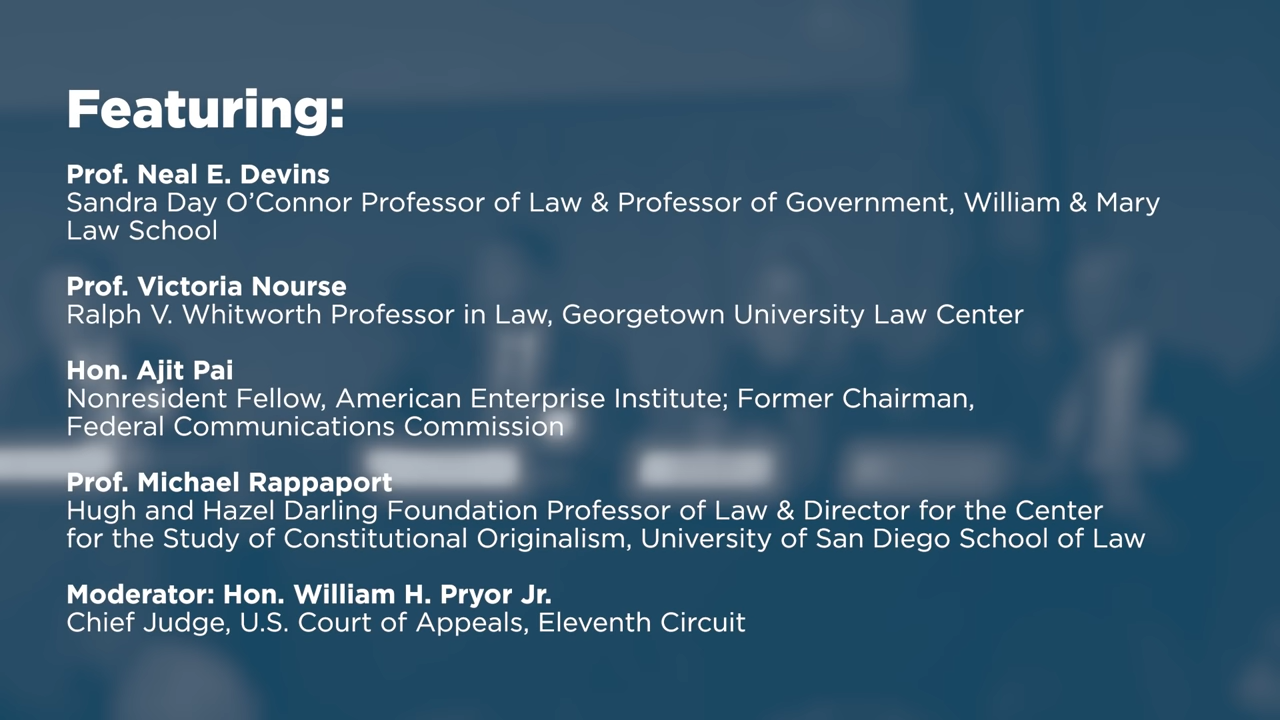 Featuring:
Prof. Neal E. Devins
Sandra Day O’Connor Professor of Law & Professor of Government, William & Mary
Law School
Prof. Victoria Nourse
Ralph V. Whitworth Professor in Law, Georgetown University Law Center
Hon. Ajit Pai
Nonresident Fellow, American Enterprise Institute; Former Chairman,
Federal Communications Commission
Prof. Michael Rappaport
Hugh and Hazel Darling Foundation Professor of Law & Director for the Center
for the Study of Constitutional Originalism, University of San Diego School of Law
Moderator: Hon. William H. Pryor Jr.
Chief Judge, U.S. Court of Appeals, Eleventh Circuit